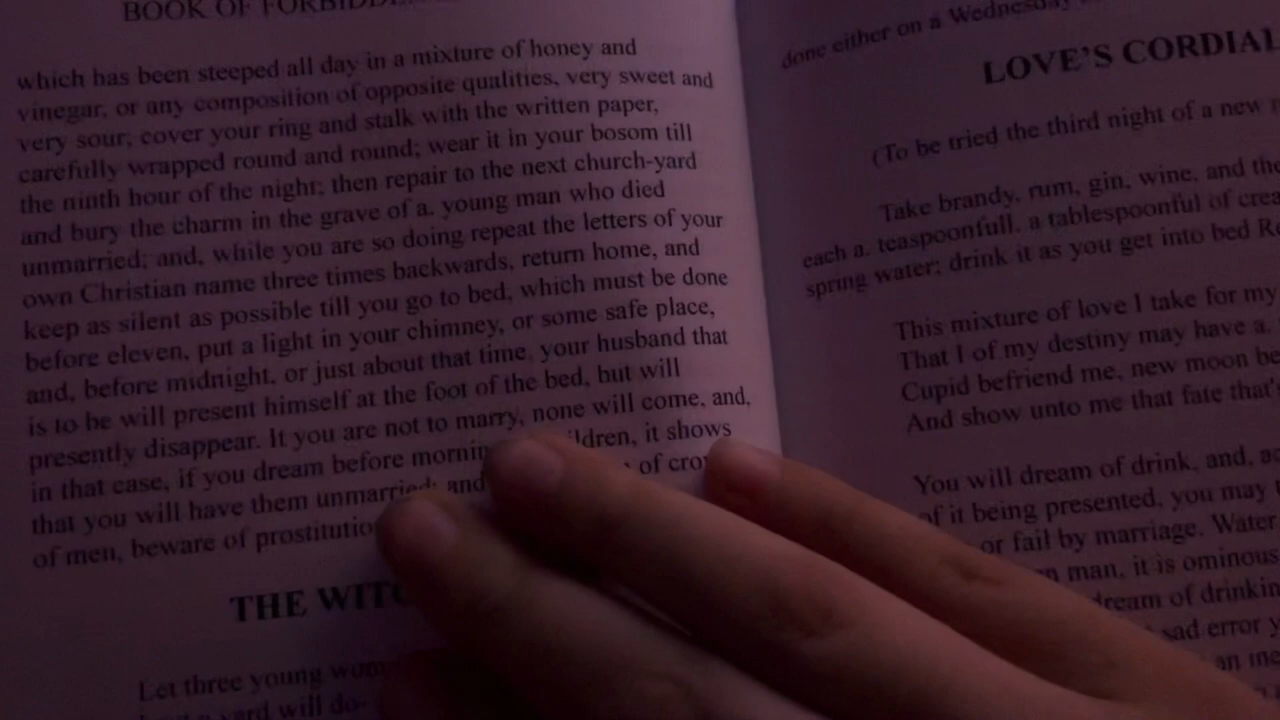 BOOK OF
which has been steeped all day in a mixture of honey and
vinegar, or any composition of opposite qualities, very sweet and
very sour; cover your ring and stalk with the written paper,
carefully wrapped round and round; wear it in your bosom till
the ninth hour of the night; then repair to the next church-yard
and bury the charm in the grave of a. young man who died
unmarried; and, while you are so doing repeat the letters of your
own Christian name three times backwards, return home, and
keep as silent as possible till you go to bed, which must be done
before eleven, put a light in your chimney, or some safe place,
and, before midnight, or just about that time, your husband that
is to be will present himself at the foot of the bed, but will
presently disappear. It you are not to marry, none will come, and,
in that case, if you dream before it shows
that you will have them unmarried; and of
of men, beware of
THE
Let three young
yard will do-
done either on a Wednesday
LOVE'S CORDIAL
(To be tried the third night of a new
Take brandy, rum, gin, wine, and the
each a. teaspoonfull, a tablespoonful of
spring water; drink it as you get into bed
This mixture of love I take for my
That I of my destiny may have a.
Cupid befriend me, new moon
And show unto me that fate
You will dream of drink, and,
of it being presented, you may
or fail by marriage. Water
man, it is ominous
dream of
sad error
an